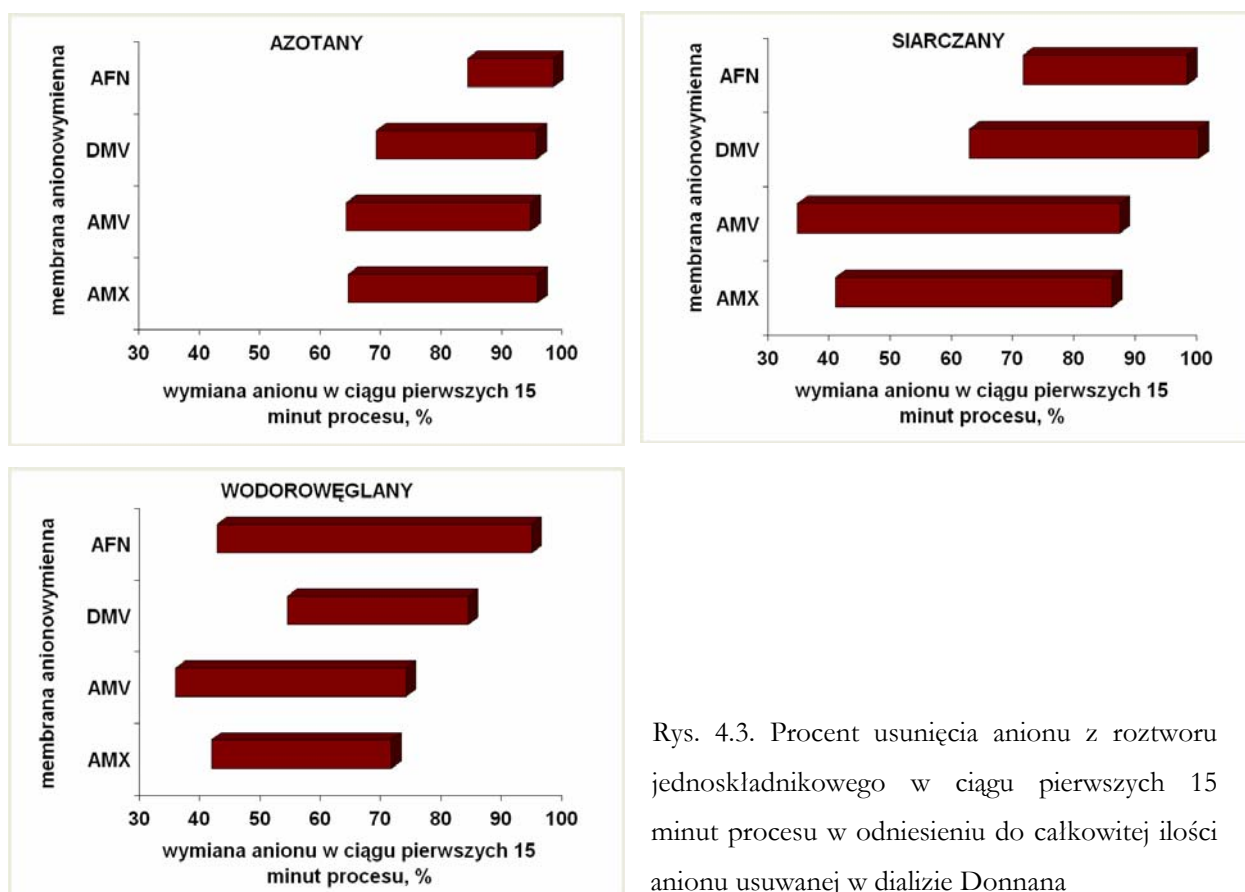 AZOTANY
membrana anionowymienna
AFN
DMV
AMV
AMX
30 40 50 60 70 80 90 100
wymiana anionu w ciągu pierwszych 15
minut procesu, %
SIARCZANY
membrana anionowymienna
AFN
DMV
AMV
AMX
30 40 50 60 70 80 90 100
wymiana anionu w ciągu pierwszych 15
minut procesu, %
WODOROWĘGLANY
membrana anionowymienna
AFN
DMV
AMV
AMX
30 40 50 60 70 80 90 100
wymiana anionu w ciągu pierwszych 15
minut procesu, %
Rys. 4.3. Procent usunięcia anionu z roztworu
jednoskładnikowego w ciągu pierwszych 15
minut procesu w odniesieniu do całkowitej ilości
anionu usuwanej w dializie Donnana